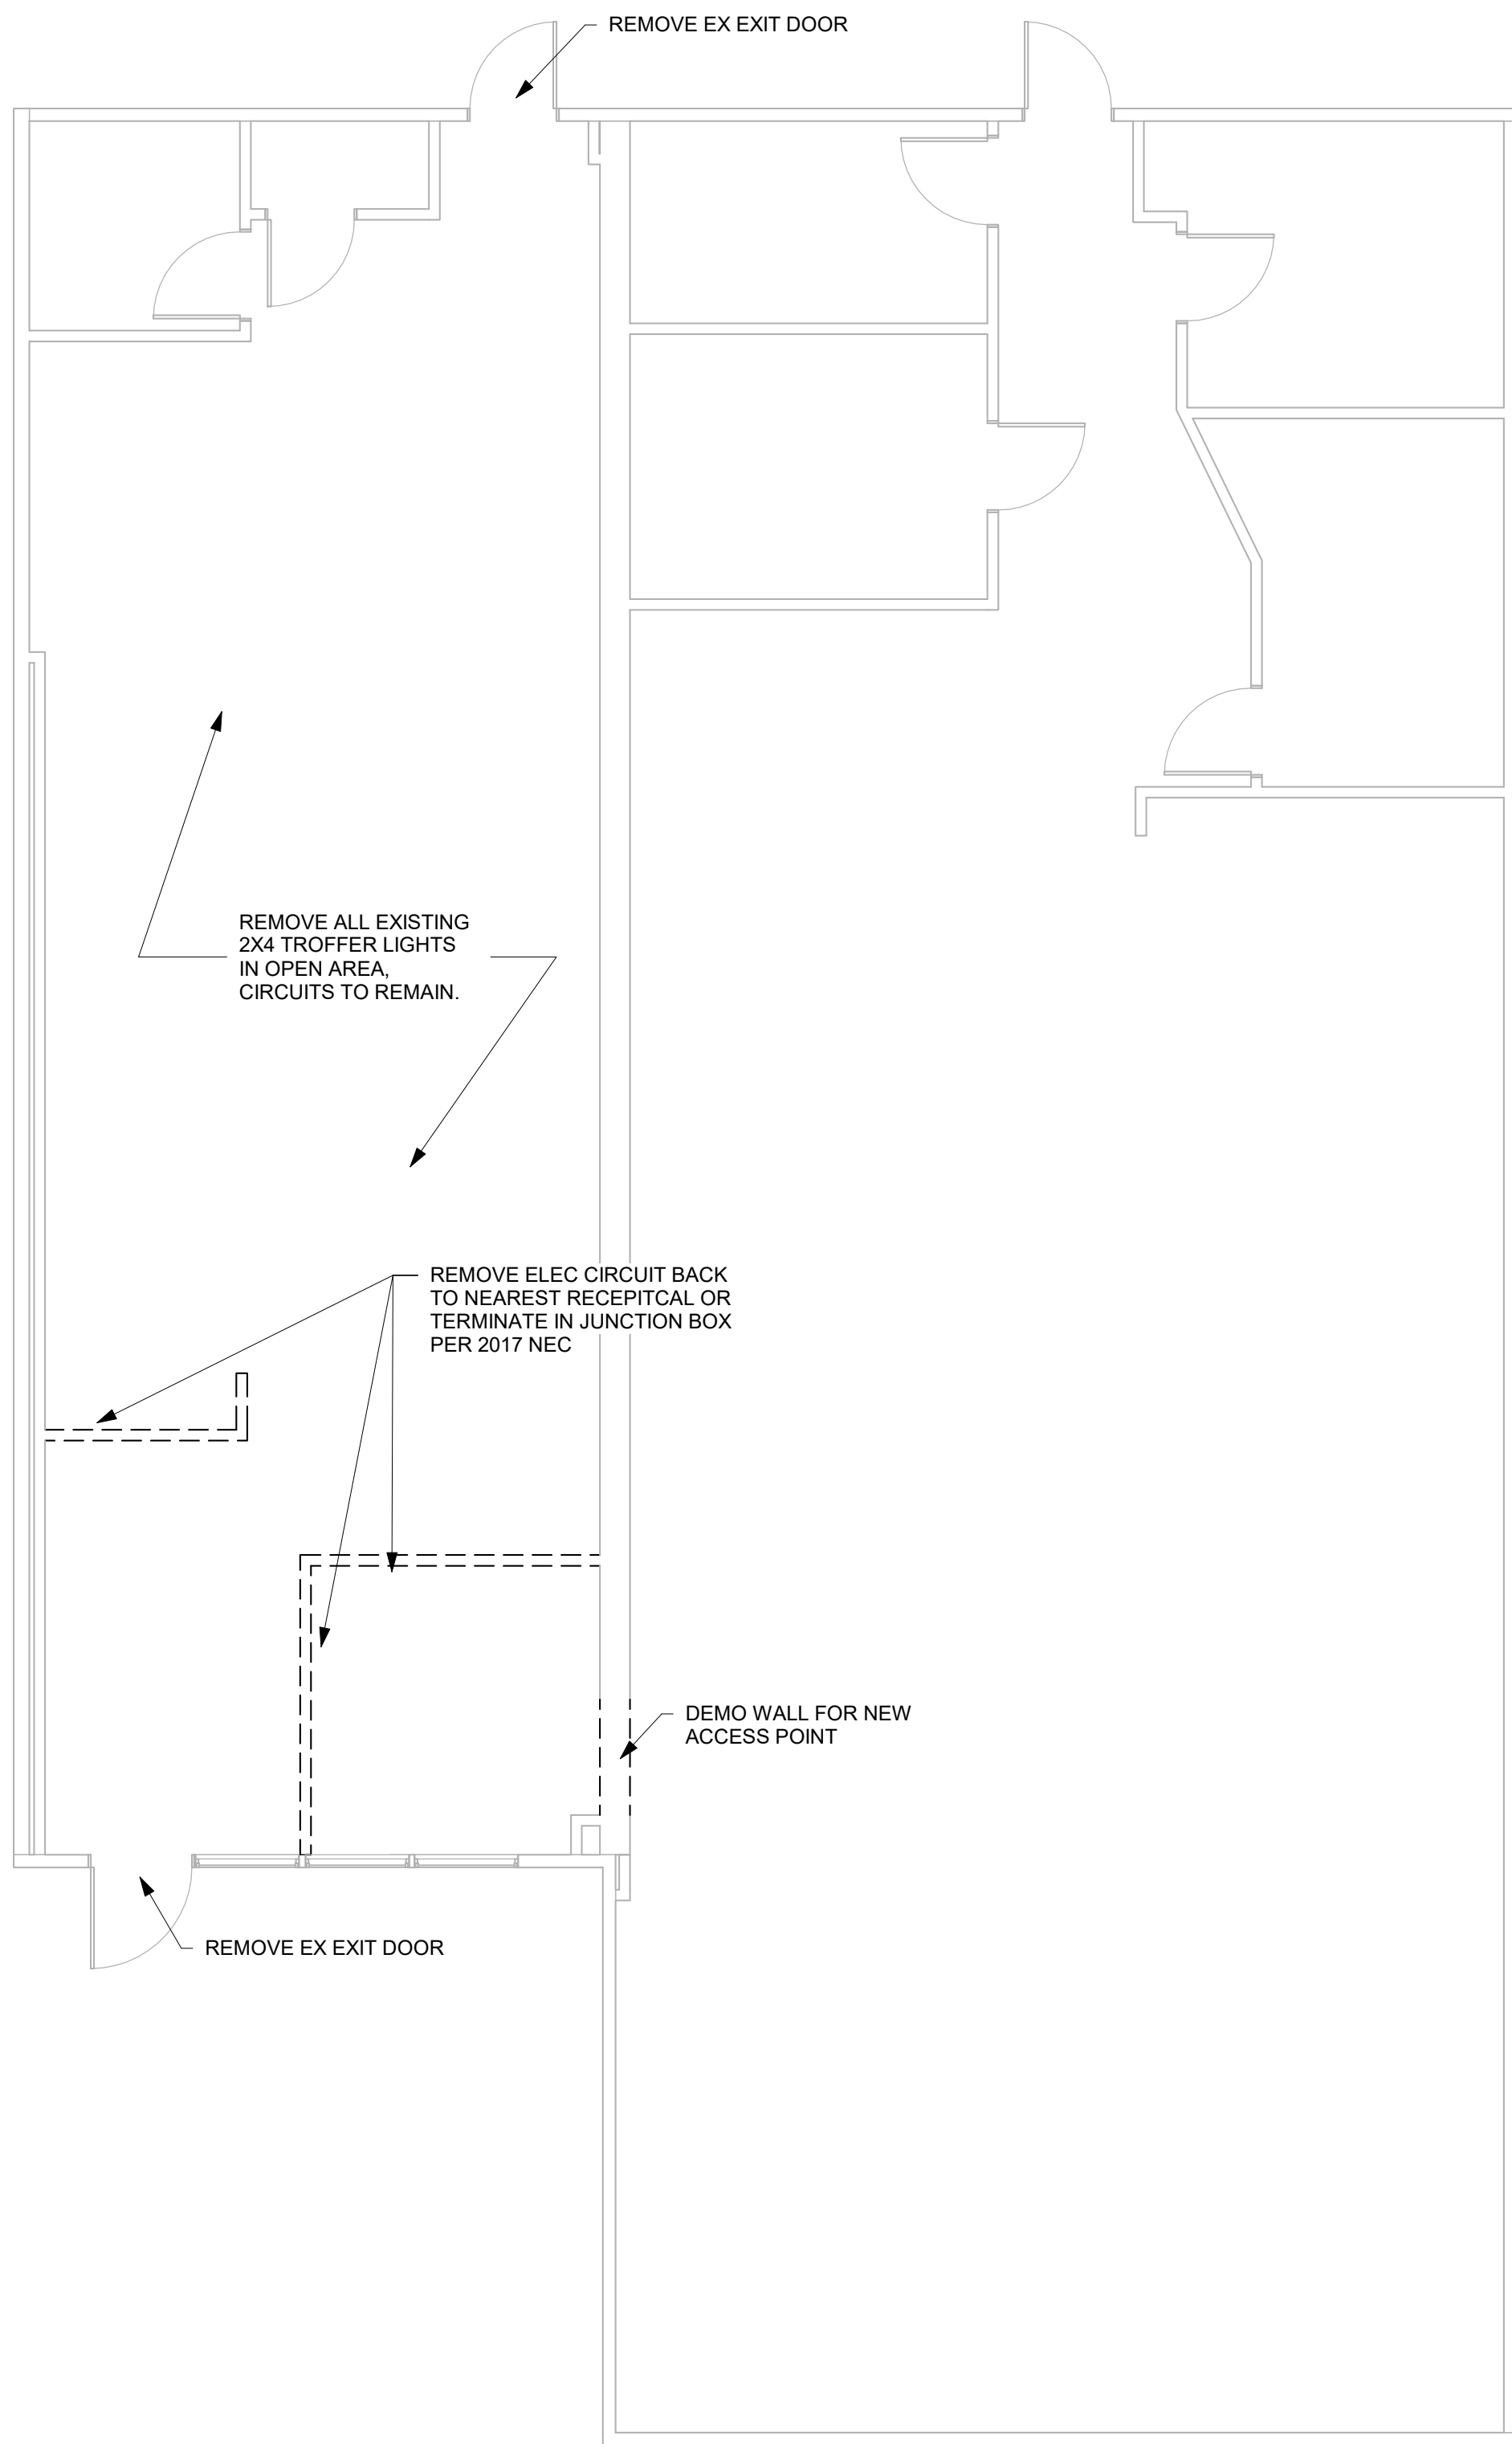 REMOVE EX EXIT DOOR
REMOVE ALL EXISTING
2X4 TROFFER LIGHTS
IN OPEN AREA,
CIRCUITS TO REMAIN.
REMOVE ELEC CIRCUIT BACK
TO NEAREST RECEPITCAL OR
TERMINATE IN JUNCTION BOX
PER 2017 NEC
DEMO WALL FOR NEW
ACCESS POINT
REMOVE EX EXIT DOOR